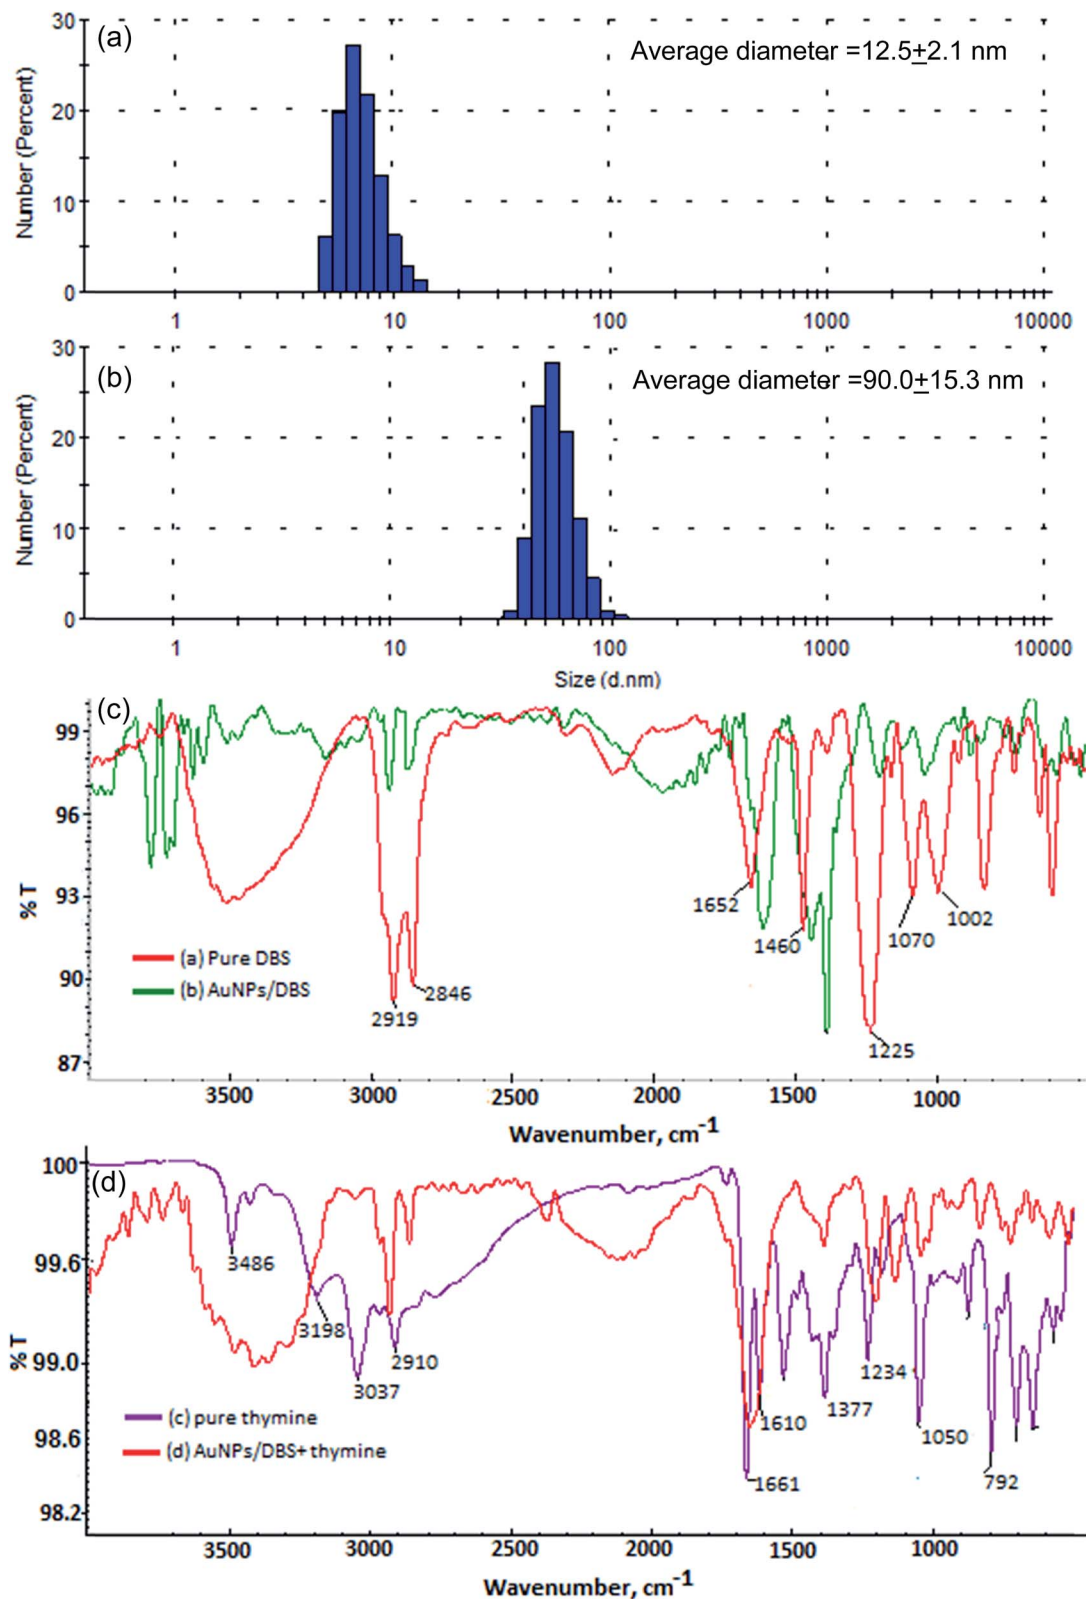 (a)
Average diameter =12.5±2.1 nm
Number (Percent)
30
20
10
0
1 10 100 1000 10000
(b)
Average diameter =90.0±15.3 nm
Number (Percent)
30
20
10
0
1 10 100 1000 10000
Size (d.nm)
(c)
% T
99
96
93
90
87
1652
1460
1070
1002
2846
2919
1225
(a) Pure DBS
(b) AuNPs/DBS
3500 3000 2500 2000 1500 1000
Wavenumber, cm-1
(d)
% T
100
99.6
99.0
98.6
98.2
3486
3198
2910
3037
1234
1377
1610
1050
1661
792
(c) pure thymine
(d) AuNPs/DBS+ thymine
3500 3000 2500 2000 1500 1000
Wavenumber, cm-1